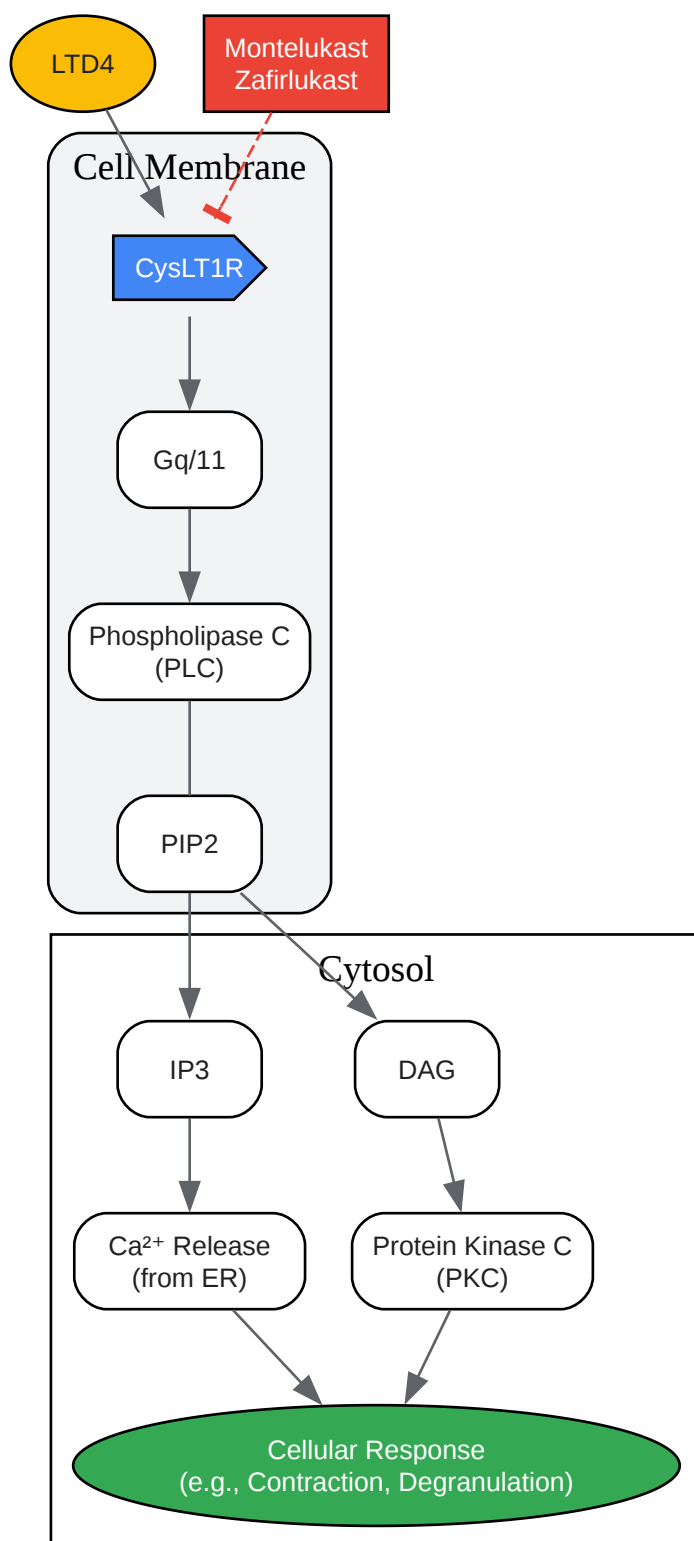 LTD4
Montelukast
Zafirlukast
Cell Membrane
CysLT1R
Gq/11
Phospholipase C
(PLC)
PIP2
Cytosol
IP3
DAG
Ca²⁺ Release
(from ER)
Protein Kinase C
(PKC)
Cellular Response
(e.g., Contraction, Degranulation)